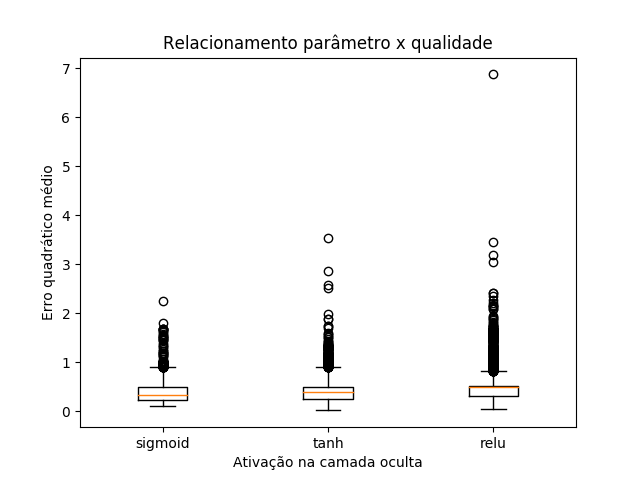 Relacionamento parâmetro x qualidade
7
6
5
4
3
2
1
0
Erro quadrático médio
sigmoid tanh relu
Ativação na camada oculta